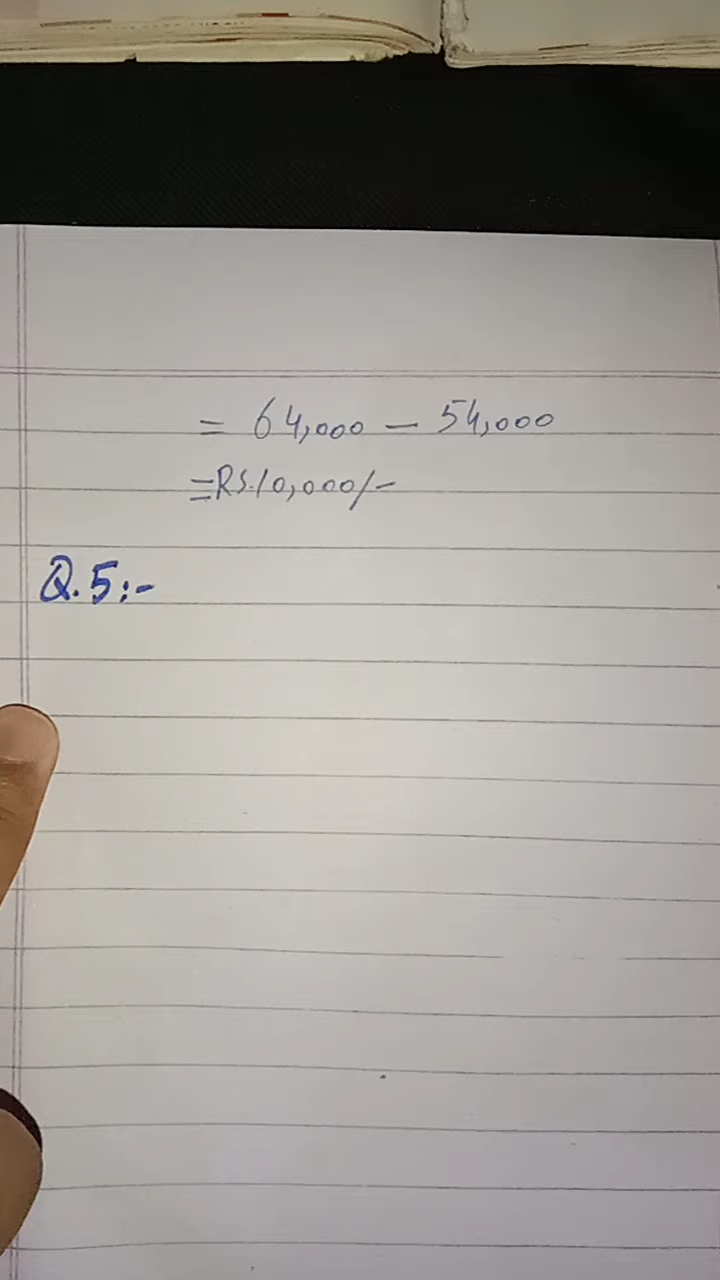 = 64,000 - 54,000
= RS.10,000/-
Q.5:-